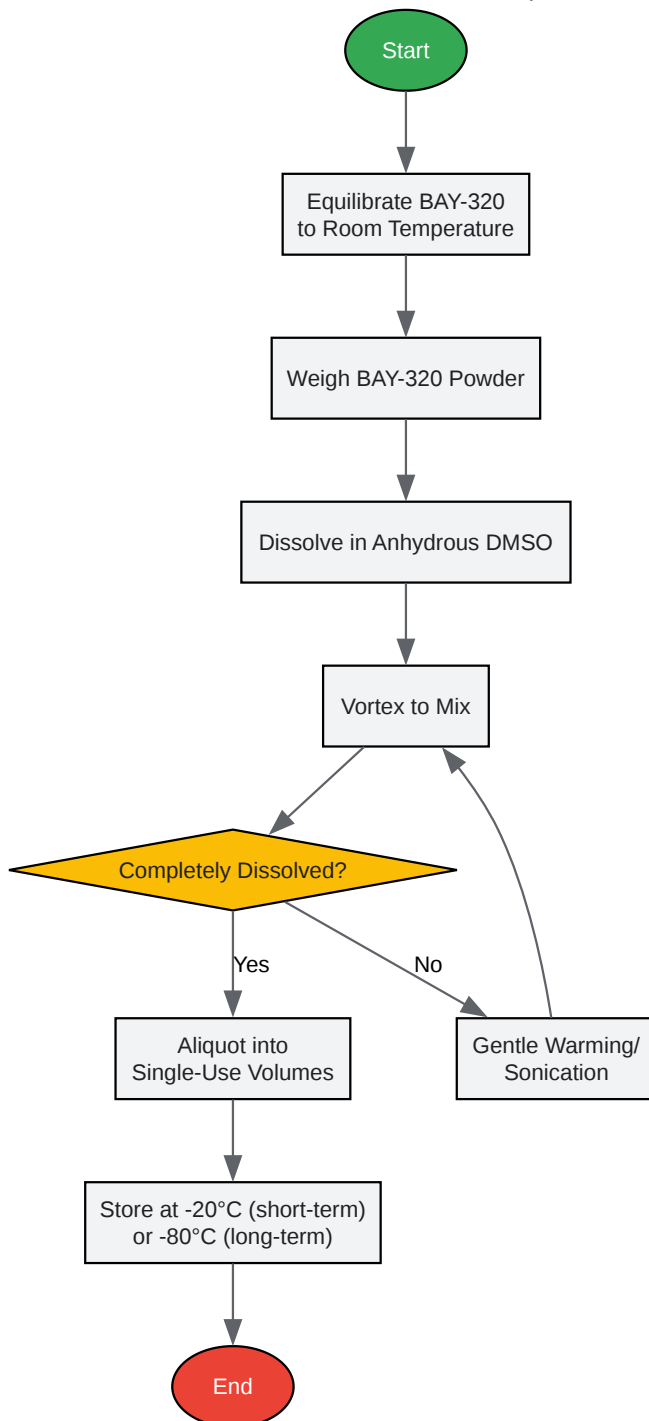 Start
Equilibrate BAY-320
to Room Temperature
Weigh BAY-320 Powder
Dissolve in Anhydrous DMSO
Vortex to Mix
Completely Dissolved?
Yes
No
Aliquot into
Single-Use Volumes
Gentle Warming/
Sonication
Store at -20°C (short-term)
or -80°C (long-term)
End